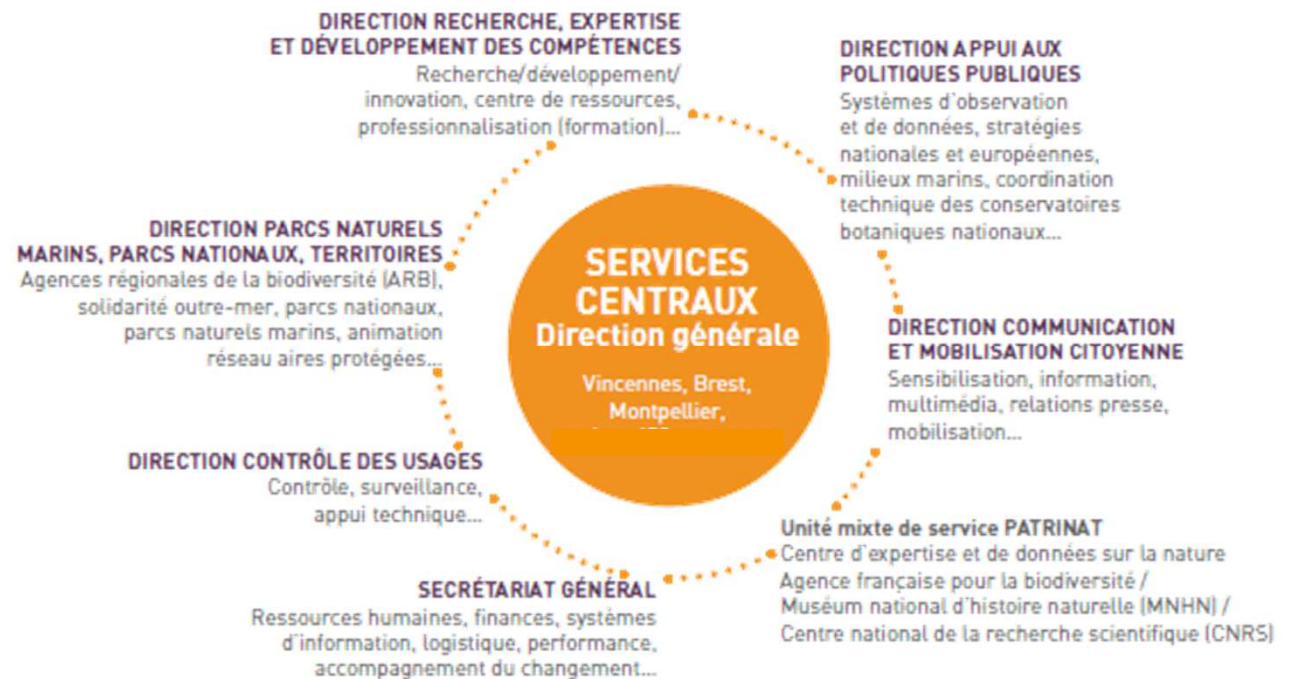 DIRECTION RECHERCHE, EXPERTISE
ET DÉVELOPPEMENT DES COMPÉTENCES
Recherche/développement/
innovation, centre de ressources,
professionnalisation (formation)...
DIRECTION APPUI AUX
POLITIQUES PUBLIQUES
Systèmes d'observation
et de données, stratégies
nationales et européennes,
milieux marins, coordination
technique des conservatoires
botaniques nationaux...
DIRECTION PARCS NATURELS
MARINS, PARCS NATIONAUX, TERRITOIRES
Agences régionales de la biodiversité (ARB),
solidarité outre-mer, parcs nationaux,
parcs naturels marins, animation
réseau aires protégées...
SERVICES
CENTRAUX
Direction générale
Vincennes, Brest,
Montpellier,
DIRECTION COMMUNICATION
ET MOBILISATION CITOYENNE
Sensibilisation, information,
multimédia, relations presse,
mobilisation...
DIRECTION CONTRÔLE DES USAGES
Contrôle, surveillance,
appui technique...
Unité mixte de service PATRINAT
Centre d'expertise et de données sur la nature
Agence française pour la biodiversité /
Muséum national d'histoire naturelle (MNHN) /
Centre national de la recherche scientifique (CNRS)
SECRÉTARIAT GÉNÉRAL
Ressources humaines, finances, systèmes
d'information, logistique, performance,
accompagnement du changement...